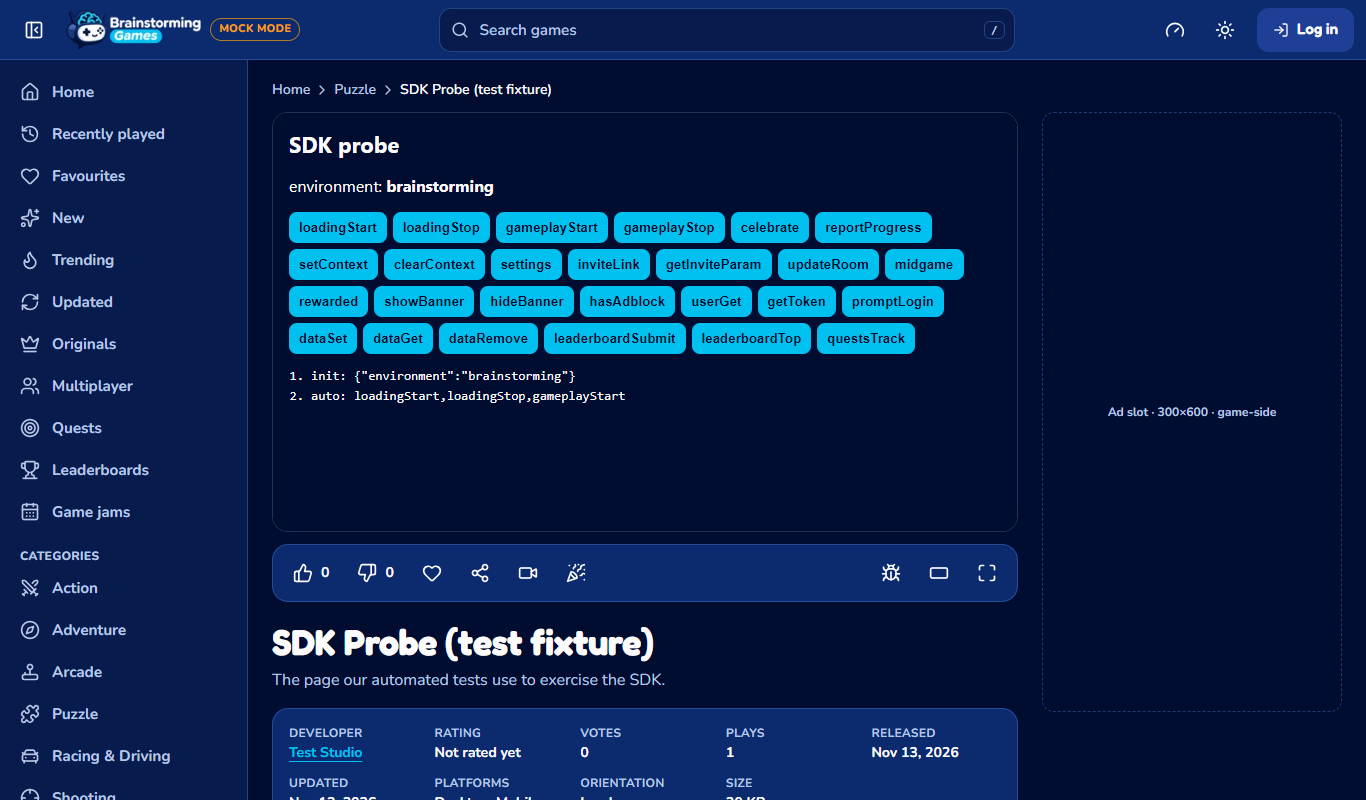 Brainstorming
Games
MOCK MODE
Search games
/
Log in
Home
Recently played
Favourites
New
Trending
Updated
Originals
Multiplayer
Quests
Leaderboards
Game jams
CATEGORIES
Action
Adventure
Arcade
Puzzle
Racing & Driving
Shooting
Home > Puzzle > SDK Probe (test fixture)
SDK probe
environment: brainstorming
loadingStart loadingStop gameplayStart gameplayStop celebrate reportProgress
setContext clearContext settings inviteLink getInviteParam updateRoom midgame
rewarded showBanner hideBanner hasAdblock userGet getToken promptLogin
dataSet dataGet dataRemove leaderboardSubmit leaderboardTop questsTrack
1. init: {"environment":"brainstorming"}
2. auto: loadingStart,loadingStop,gameplayStart
0 0
SDK Probe (test fixture)
The page our automated tests use to exercise the SDK.
DEVELOPER RATING VOTES PLAYS RELEASED
Test Studio Not rated yet 0 1 Nov 13, 2026
UPDATED PLATFORMS ORIENTATION SIZE
Ad slot · 300×600 · game-side